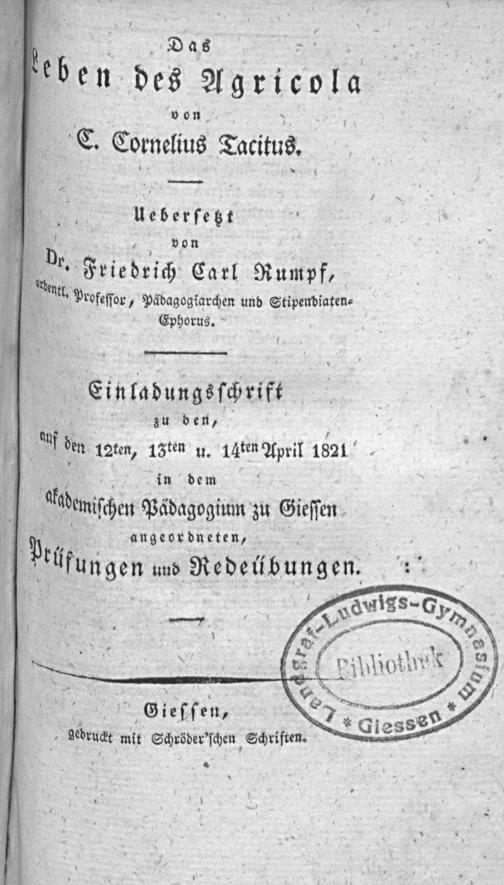 Das
Leben des Agricola
von
C. Cornelius Tacitus.
Uebersetzt
von
Dr. Friedrich Carl Rumpf,
ordentl. Professor, Pädagogiarchen und Stipendiaten-
Ephorus.
Einladungsschrift
zu den,
auf den 12ten, 13ten u. 14ten April 1821
in dem
akademischen Pädagogium zu Giessen
angeordneten,
Prüfungen und Redeübungen.
Landgraf-Ludwigs-Gymnasium
Bibliothek
* Giessen *
Giessen,
gedruckt mit Schröder'schen Schriften.